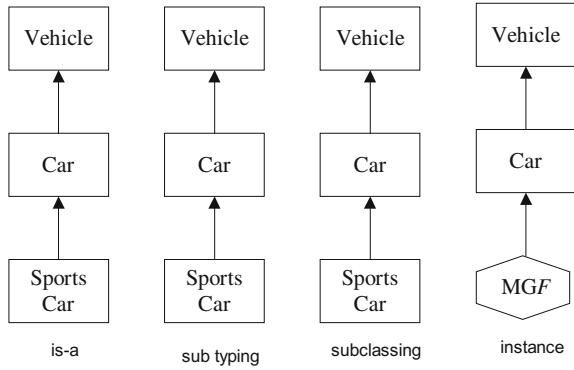 Vehicle Vehicle Vehicle Vehicle
Car Car Car Car
Sports Sports Sports MGF
Car Car Car
is-a sub typing subclassing instance